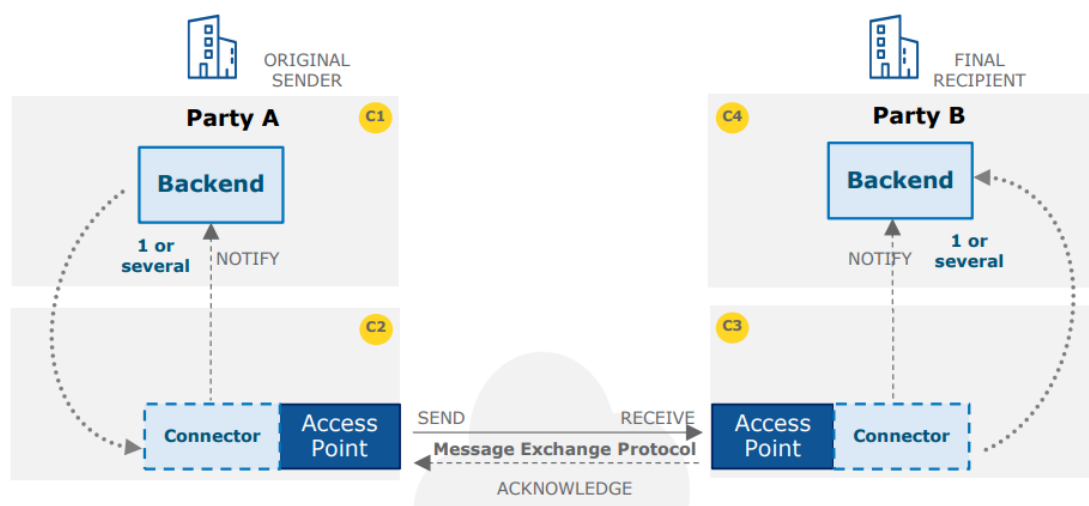 ORIGINAL
SENDER
FINAL
RECIPIENT
Party A
C1
C4
Party B
Backend
Backend
1 or
several
NOTIFY
NOTIFY
1 or
several
C2
C3
Connector
Access
Point
SEND
RECEIVE
Message Exchange Protocol
ACKNOWLEDGE
Access
Point
Connector